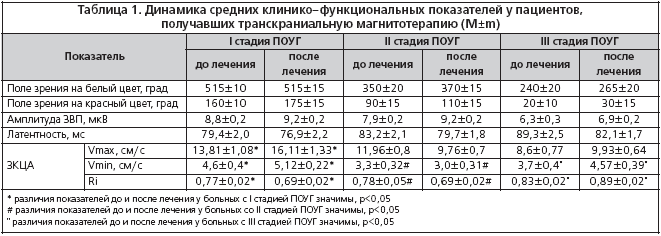 Таблица 1. Динамика средних клинико–функциональных показателей у пациентов,
получавших транскраниальную магнитотерапию (M±m)
Показатель I стадия ПОУГ II стадия ПОУГ III стадия ПОУГ
до лечения после лечения до лечения после лечения до лечения после лечения
Поле зрения на белый цвет, град 515±10 515±15 350±20 370±15 240±20 265±20
Поле зрения на красный цвет, град 160±10 175±15 90±15 110±15 20±10 30±15
Амплитуда ЗВП, мкВ 8,8±0,2 9,2±0,2 7,9±0,2 9,2±0,2 6,3±0,3 6,9±0,2
Латентность, мс 79,4±2,0 76,9±2,2 83,2±2,1 79,7±1,8 89,3±2,5 82,1±1,7
ЗКЦА Vmax, см/с 13,81±1,08* 16,11±1,33* 11,96±0,8 9,76±0,7 8,6±0,77 9,93±0,64
Vmin, см/с 4,6±0,4* 5,12±0,22* 3,3±0,32# 3,0±0,31# 3,7±0,4" 4,57±0,39"
Ri 0,77±0,02* 0,69±0,02* 0,78±0,05# 0,69±0,02# 0,83±0,02" 0,89±0,02"
* различия показателей до и после лечения у больных с I стадией ПОУГ значимы, p<0,05
# различия показателей до и после лечения у больных со II стадией ПОУГ значимы, p<0,05
" различия показателей до и после лечения у больных с III стадией ПОУГ значимы, p<0,05